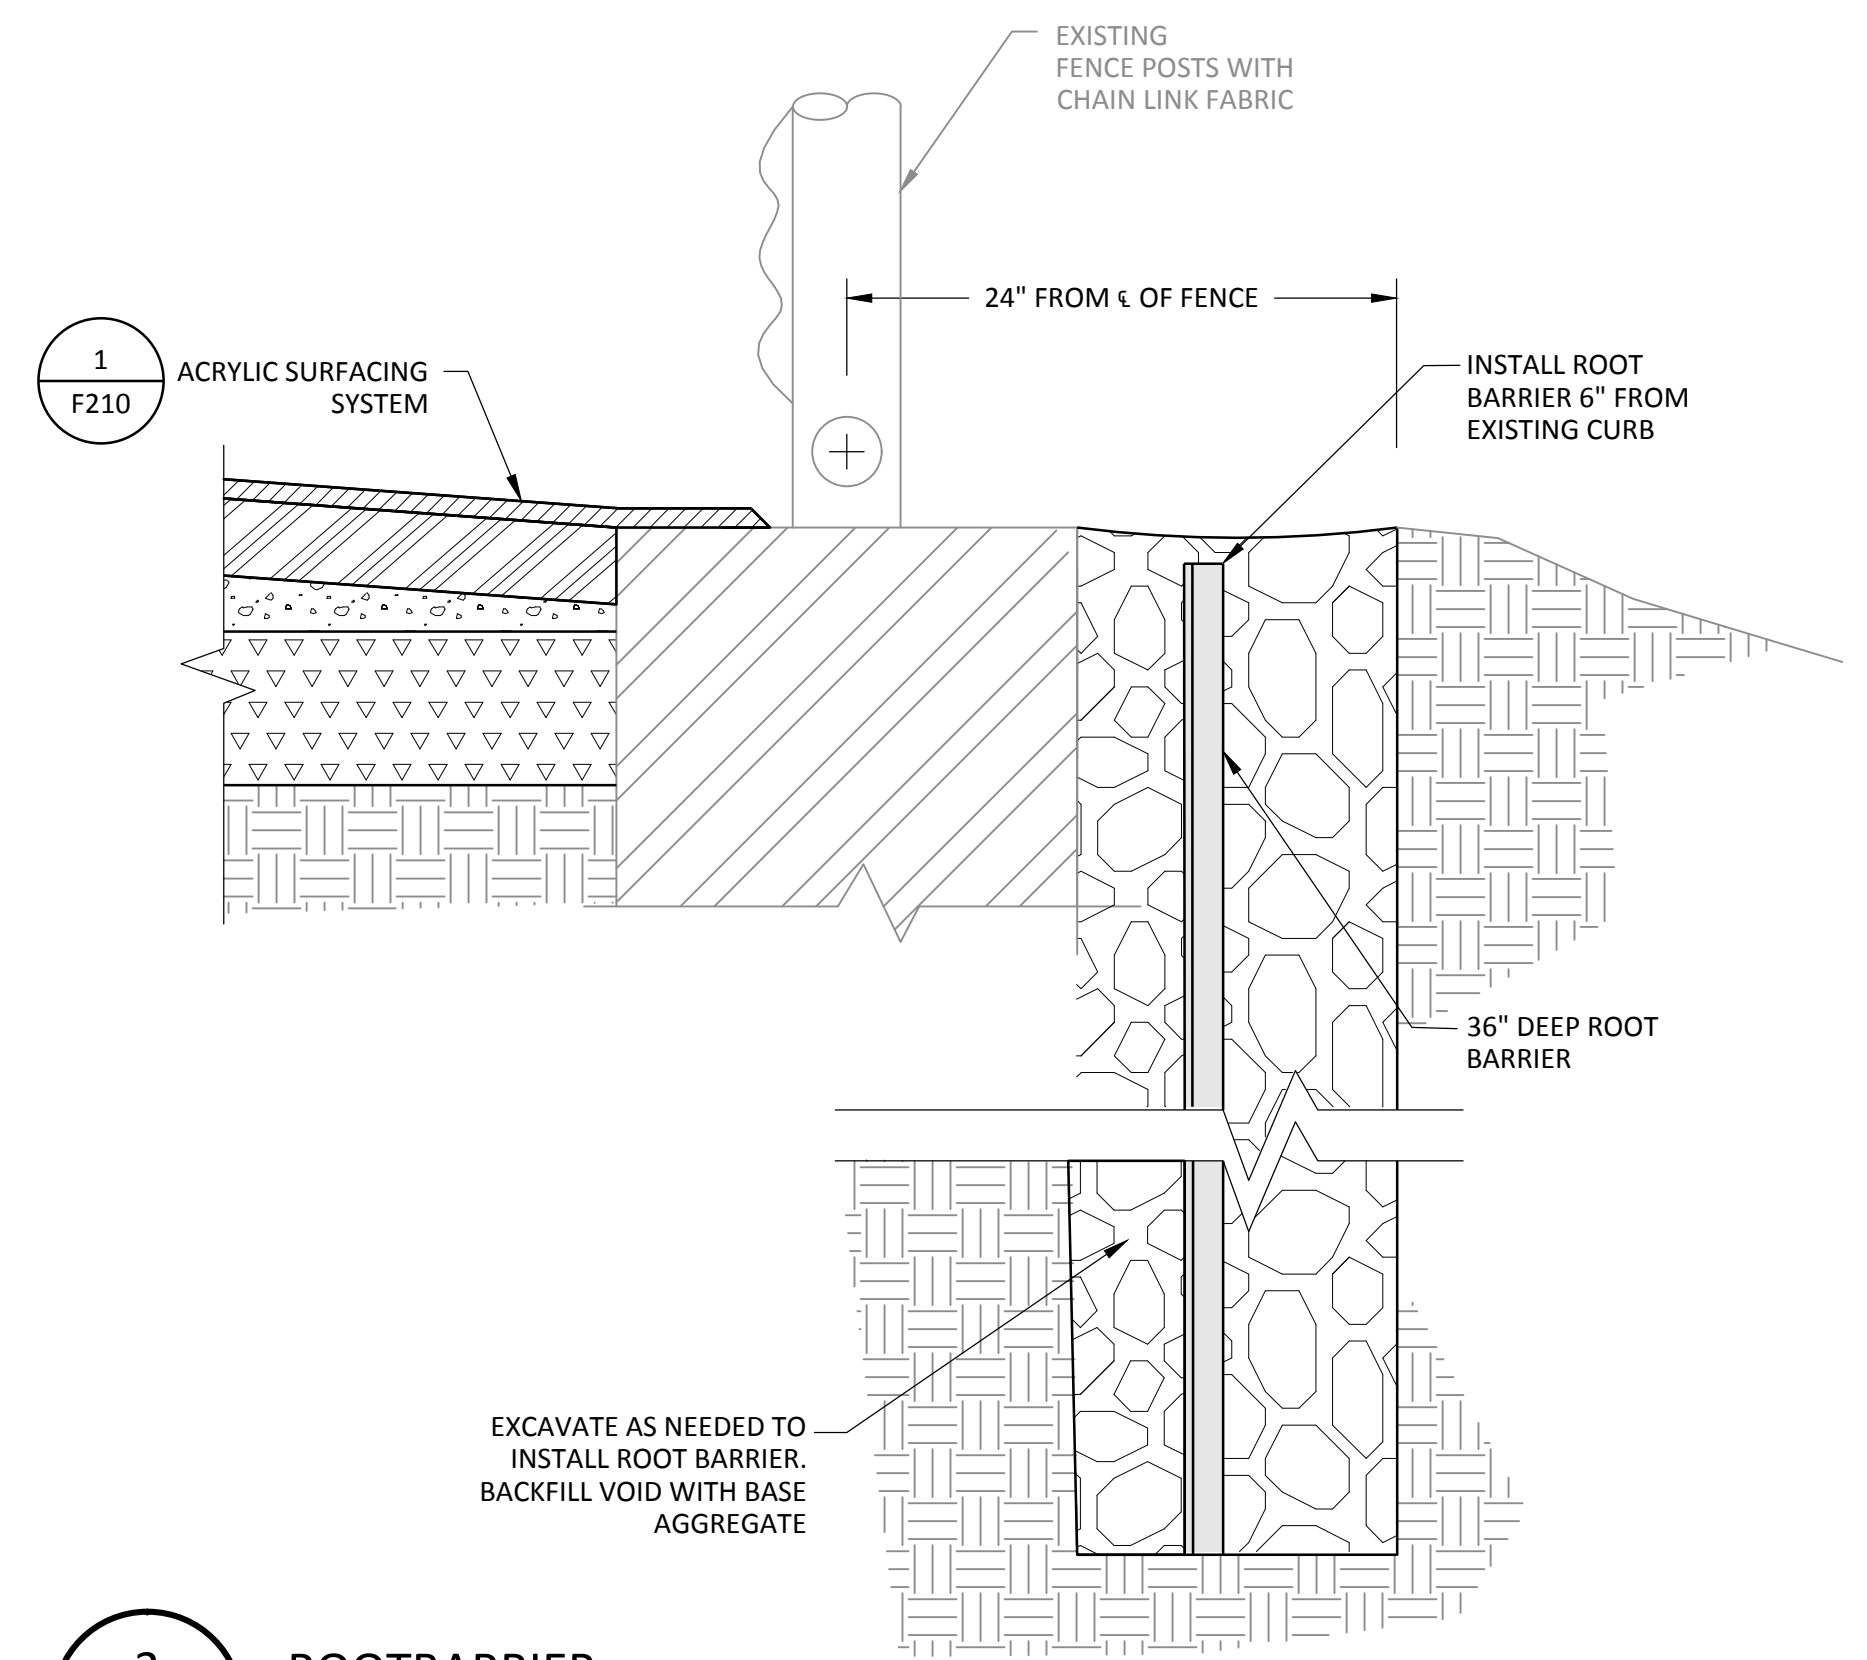 EXISTING
FENCE POSTS WITH
CHAIN LINK FABRIC
24" FROM ℄ OF FENCE
1
F210
ACRYLIC SURFACING
SYSTEM
INSTALL ROOT
BARRIER 6" FROM
EXISTING CURB
36" DEEP ROOT
BARRIER
EXCAVATE AS NEEDED TO
INSTALL ROOT BARRIER.
BACKFILL VOID WITH BASE
AGGREGATE
ROOTBARRIER